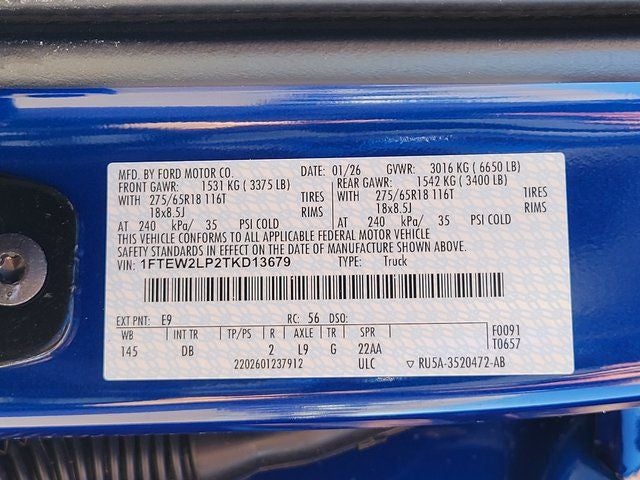 MFD. BY FORD MOTOR CO. DATE: 01/26 GVWR: 3016 KG ( 6650 LB)
FRONT GAWR: 1531 KG ( 3375 LB) REAR GAWR: 1542 KG ( 3400 LB)
WITH 275/65R18 116T TIRES WITH 275/65R18 116T TIRES
18x8.5J RIMS 18x8.5J RIMS
AT 240 kPa/ 35 PSI COLD AT 240 kPa/ 35 PSI COLD
THIS VEHICLE CONFORMS TO ALL APPLICABLE FEDERAL MOTOR VEHICLE
SAFETY STANDARDS IN EFFECT ON THE DATE OF MANUFACTURE SHOWN ABOVE.
VIN: 1FTEW2LP2TKD13679 TYPE: Truck
EXT PNT: E9 RC: 56 DSO:
WB INT TR TP/PS R AXLE TR SPR F0091
145 DB 2 L9 G 22AA T0657
2202601237912 ULC ▽ RU5A-3520472-AB